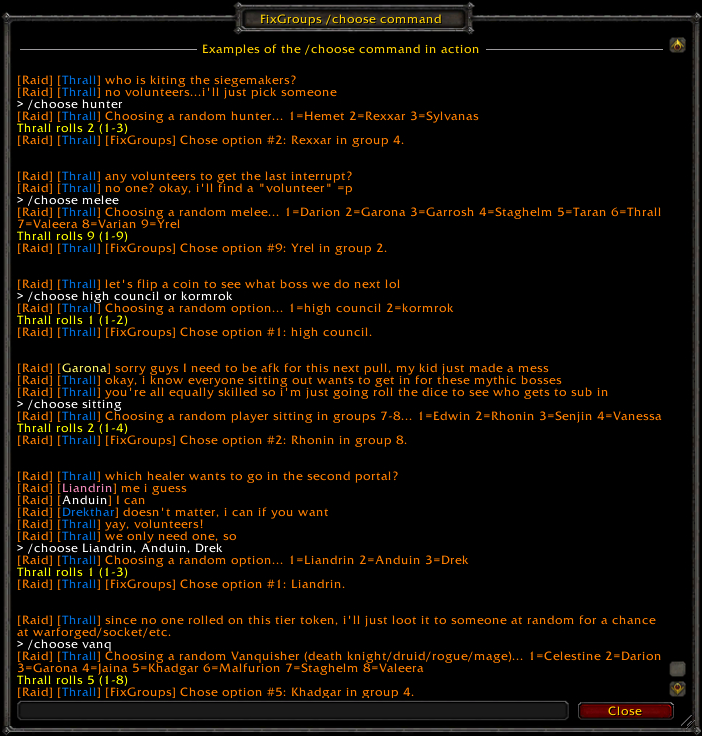 FixGroups /choose command
Examples of the /choose command in action
[Raid] [Thrall] who is kiting the siegemakers?
[Raid] [Thrall] no volunteers...i'll just pick someone
> /choose hunter
[Raid] [Thrall] Choosing a random hunter... 1=Hemet 2=Rexxar 3=Sylvanas
Thrall rolls 2 (1-3)
[Raid] [Thrall] [FixGroups] Chose option #2: Rexxar in group 4.
[Raid] [Thrall] any volunteers to get the last interrupt?
[Raid] [Thrall] no one? okay, i'll find a "volunteer" =p
> /choose melee
[Raid] [Thrall] Choosing a random melee... 1=Darion 2=Garona 3=Garrosh 4=Staghelm 5=Taran 6=Thrall
7=Valeera 8=Varian 9=Yrel
Thrall rolls 9 (1-9)
[Raid] [Thrall] [FixGroups] Chose option #9: Yrel in group 2.
[Raid] [Thrall] let's flip a coin to see what boss we do next lol
> /choose high council or kormrok
[Raid] [Thrall] Choosing a random option... 1=high council 2=kormrok
Thrall rolls 1 (1-2)
[Raid] [Thrall] [FixGroups] Chose option #1: high council.
[Raid] [Garona] sorry guys I need to be afk for this next pull, my kid just made a mess
[Raid] [Thrall] okay, i know everyone sitting out wants to get in for these mythic bosses
[Raid] [Thrall] you're all equally skilled so i'm just going roll the dice to see who gets to sub in
> /choose sitting
[Raid] [Thrall] Choosing a random player sitting in groups 7-8... 1=Edwin 2=Rhonin 3=Senjin 4=Vanessa
Thrall rolls 2 (1-4)
[Raid] [Thrall] [FixGroups] Chose option #2: Rhonin in group 8.
[Raid] [Thrall] which healer wants to go in the second portal?
[Raid] [Liandrin] me i guess
[Raid] [Anduin] I can
[Raid] [Drekthar] doesn't matter, i can if you want
[Raid] [Thrall] yay, volunteers!
[Raid] [Thrall] we only need one, so
> /choose Liandrin, Anduin, Drek
[Raid] [Thrall] Choosing a random option... 1=Liandrin 2=Anduin 3=Drek
Thrall rolls 1 (1-3)
[Raid] [Thrall] [FixGroups] Chose option #1: Liandrin.
[Raid] [Thrall] since no one rolled on this tier token, i'll just loot it to someone at random for a chance
at warforged/socket/etc.
> /choose vanq
[Raid] [Thrall] Choosing a random Vanquisher (death knight/druid/rogue/mage)... 1=Celestine 2=Darion
3=Garona 4=Jaina 5=Khadgar 6=Malfurion 7=Staghelm 8=Valeera
Thrall rolls 5 (1-8)
[Raid] [Thrall] [FixGroups] Chose option #5: Khadgar in group 4.
Close